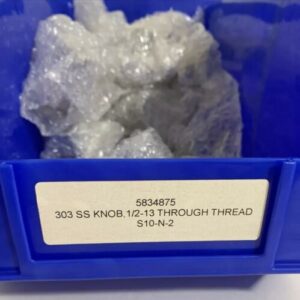 5834875
303 SS KNOB,1/2-13 THROUGH THREAD
S10-N-2